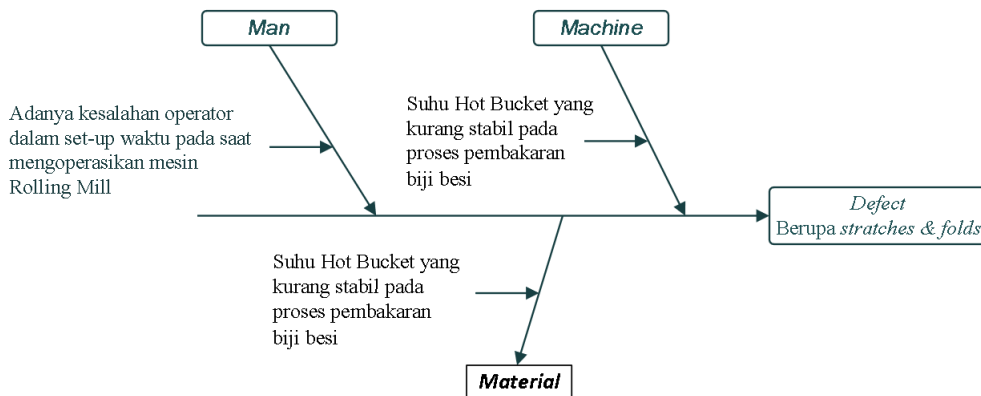 Man
Machine
Adanya kesalahan operator
dalam set-up waktu pada saat
mengoperasikan mesin
Rolling Mill
Suhu Hot Bucket yang
kurang stabil pada
proses pembakaran
biji besi
Defect
Berupa stratches & folds
Suhu Hot Bucket yang
kurang stabil pada
proses pembakaran
biji besi
Material